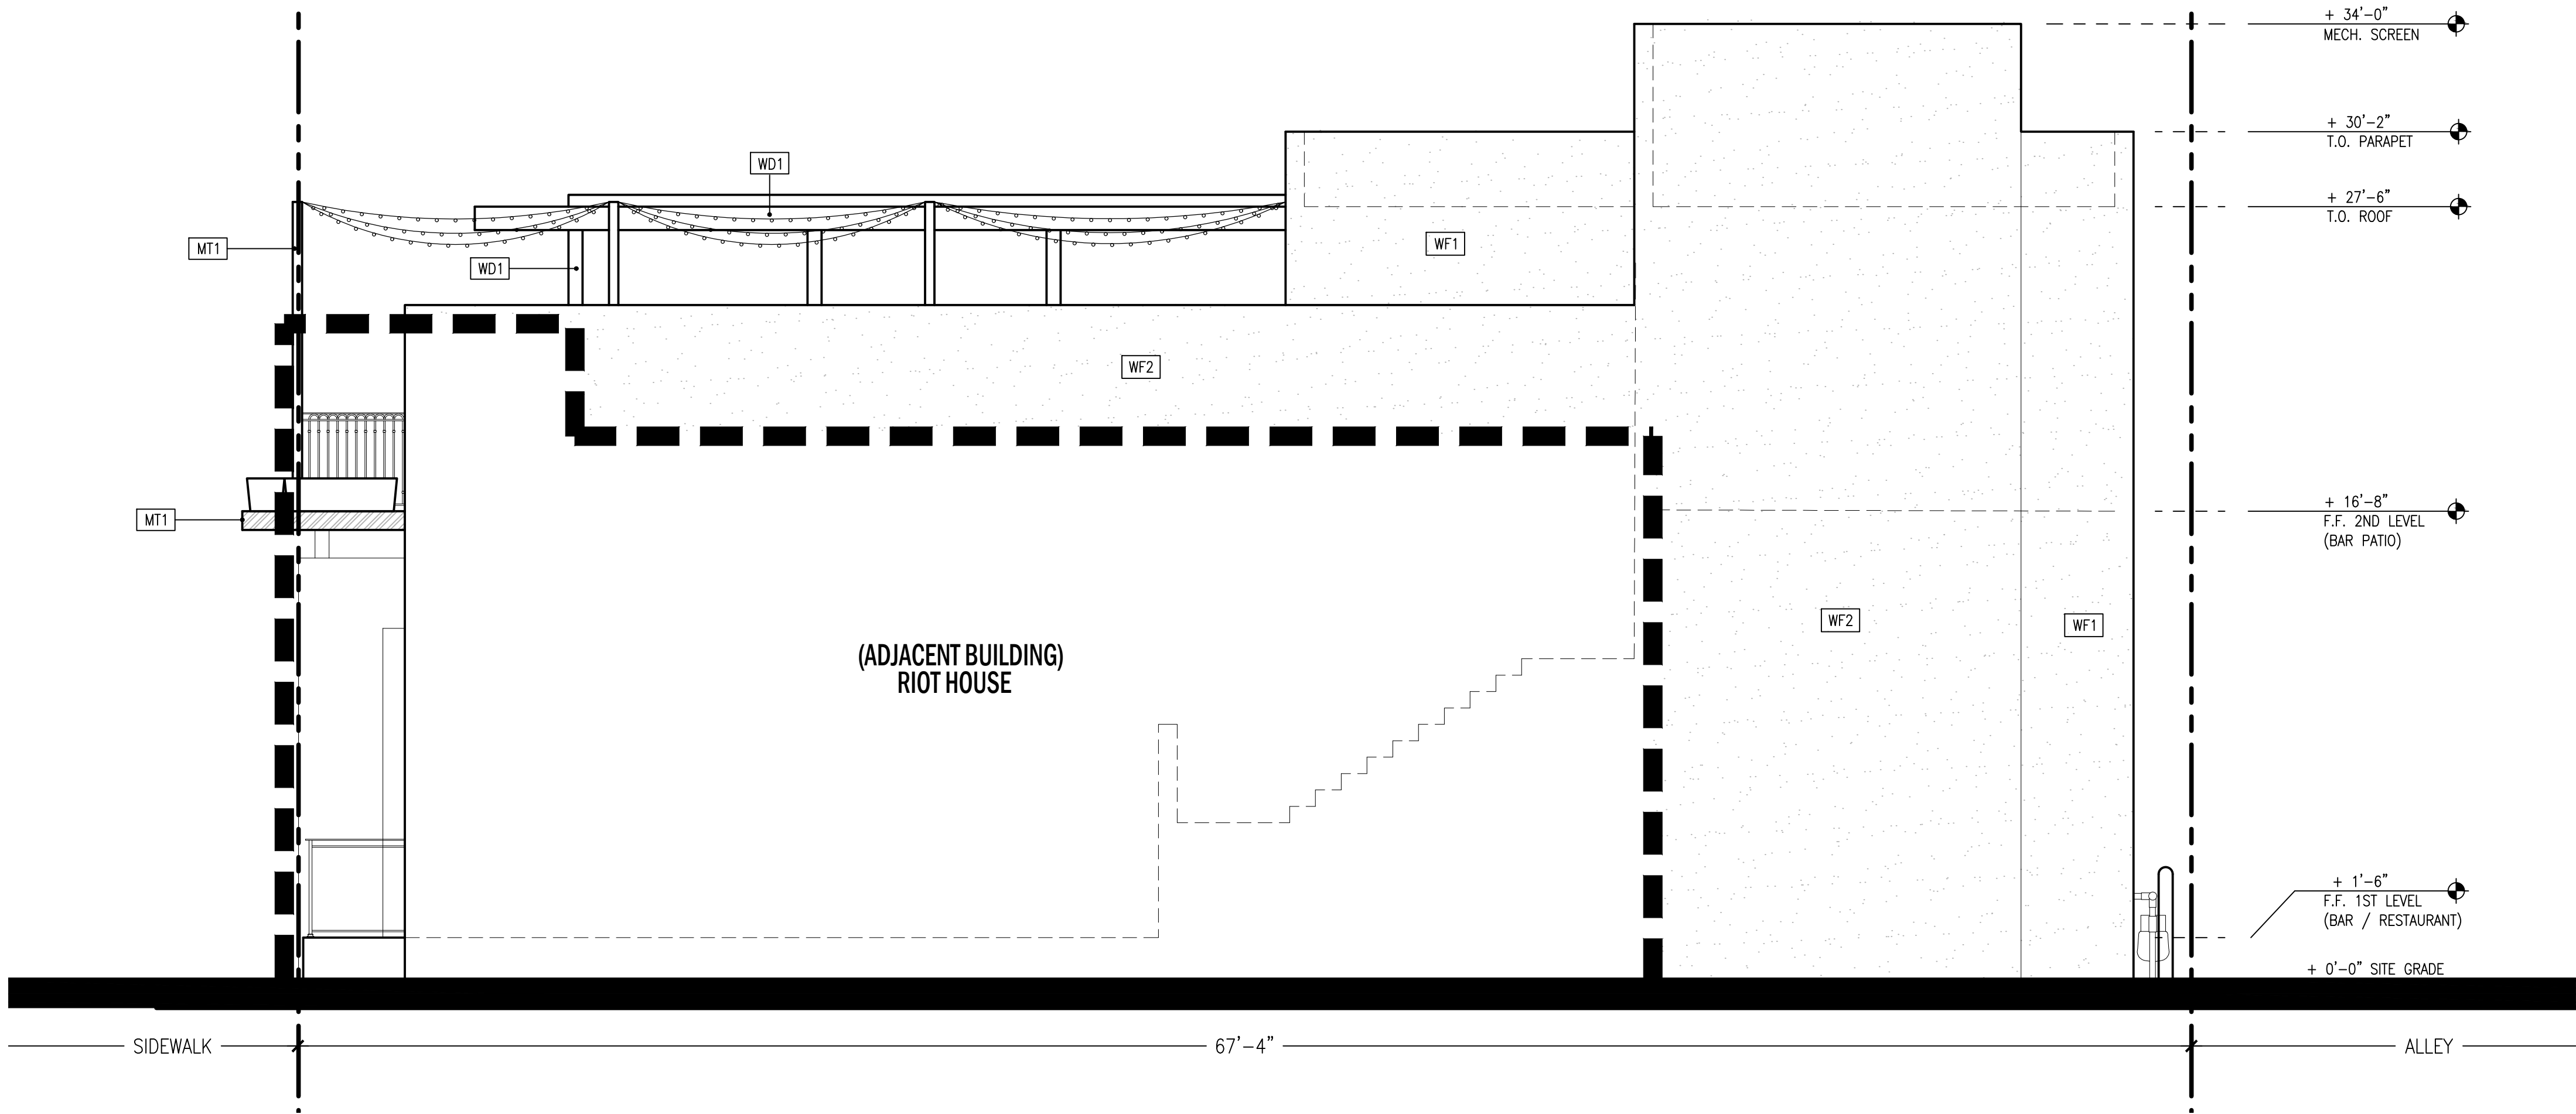 + 34'-0"
MECH. SCREEN
+ 30'-2"
T.O. PARAPET
WD1
+ 27'-6"
T.O. ROOF
MT1
WF1
WD1
WF2
+ 16'-8"
F.F. 2ND LEVEL
(BAR PATIO)
MT1
WF2
WF1
(ADJACENT BUILDING)
RIOT HOUSE
+ 1'-6"
F.F. 1ST LEVEL
(BAR / RESTAURANT)
+ 0'-0" SITE GRADE
SIDEWALK
67'-4"
ALLEY